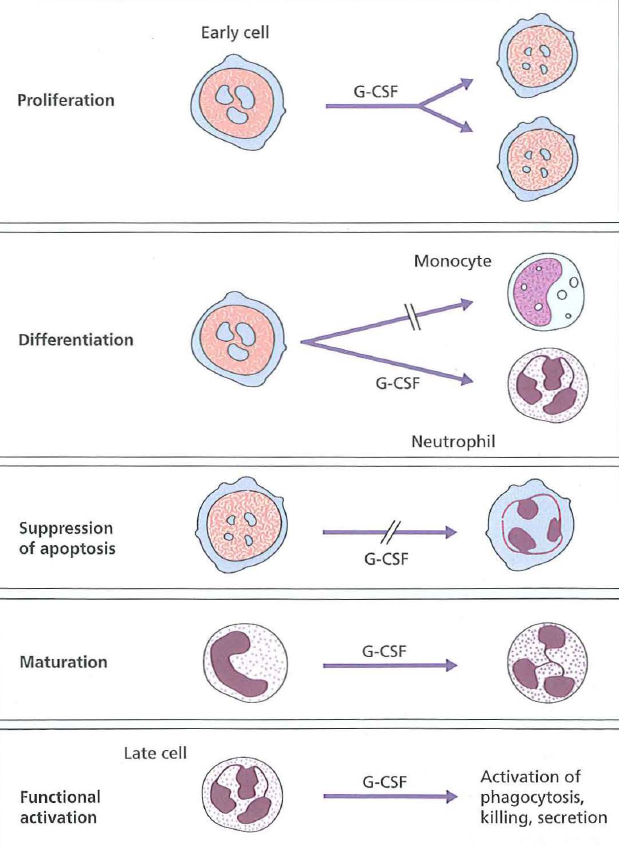 Early cell
Proliferation
G-CSF
Monocyte
Differentiation
G-CSF
Neutrophil
Suppression
of apoptosis
G-CSF
Maturation
G-CSF
Late cell
Functional
activation
G-CSF
Activation of
phagocytosis,
killing, secretion